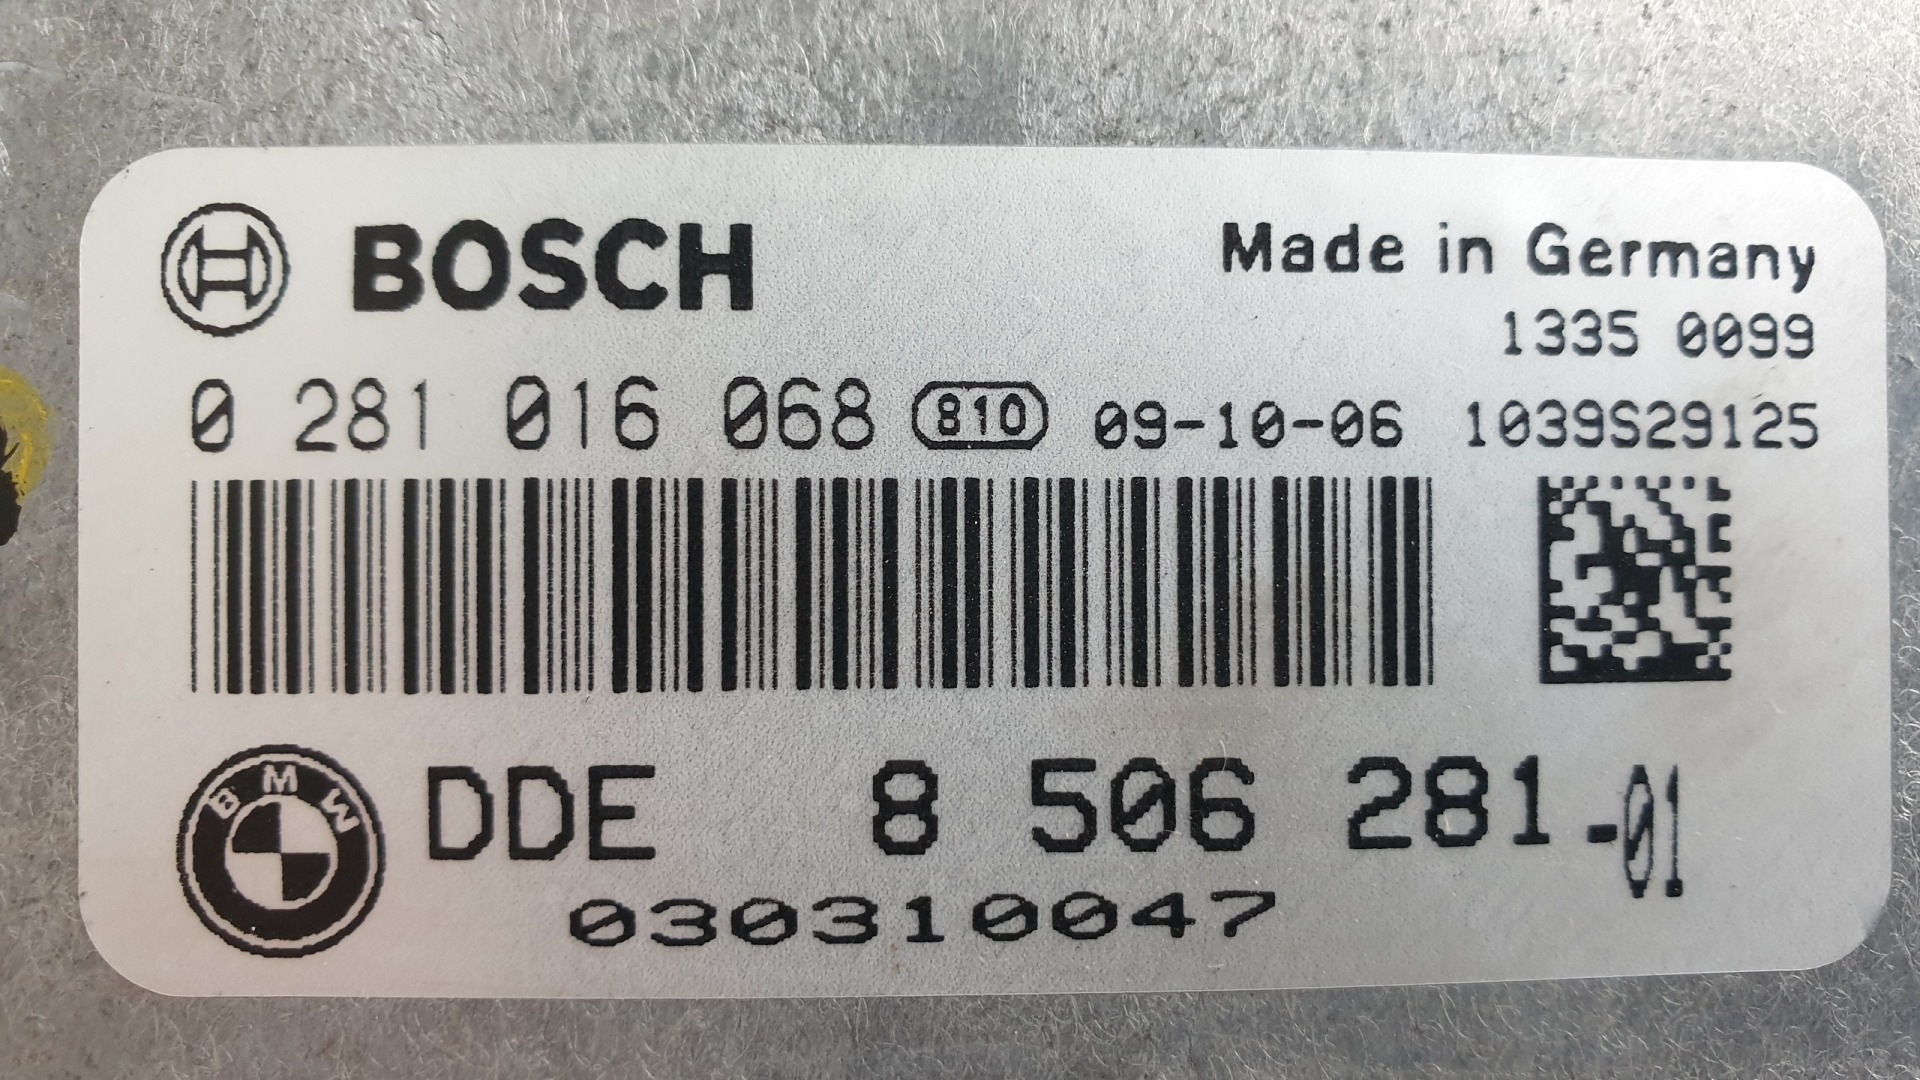 BOSCH
Made in Germany
1335 0099
0 281 016 068 810 09-10-06 1039S29125
BMW
DDE 8 506 281-01
030310047